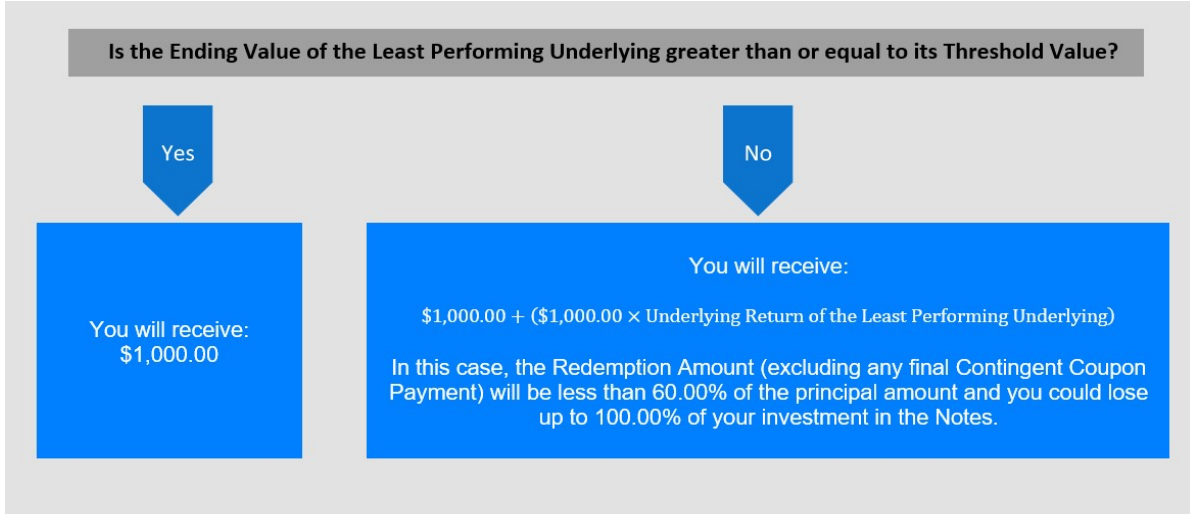 Is the Ending Value of the Least Performing Underlying greater than or equal to its Threshold Value?
Yes
No
You will receive:
$1,000.00
You will receive:
$1,000.00 + ($1,000.00 × Underlying Return of the Least Performing Underlying)
In this case, the Redemption Amount (excluding any final Contingent Coupon
Payment) will be less than 60.00% of the principal amount and you could lose
up to 100.00% of your investment in the Notes.